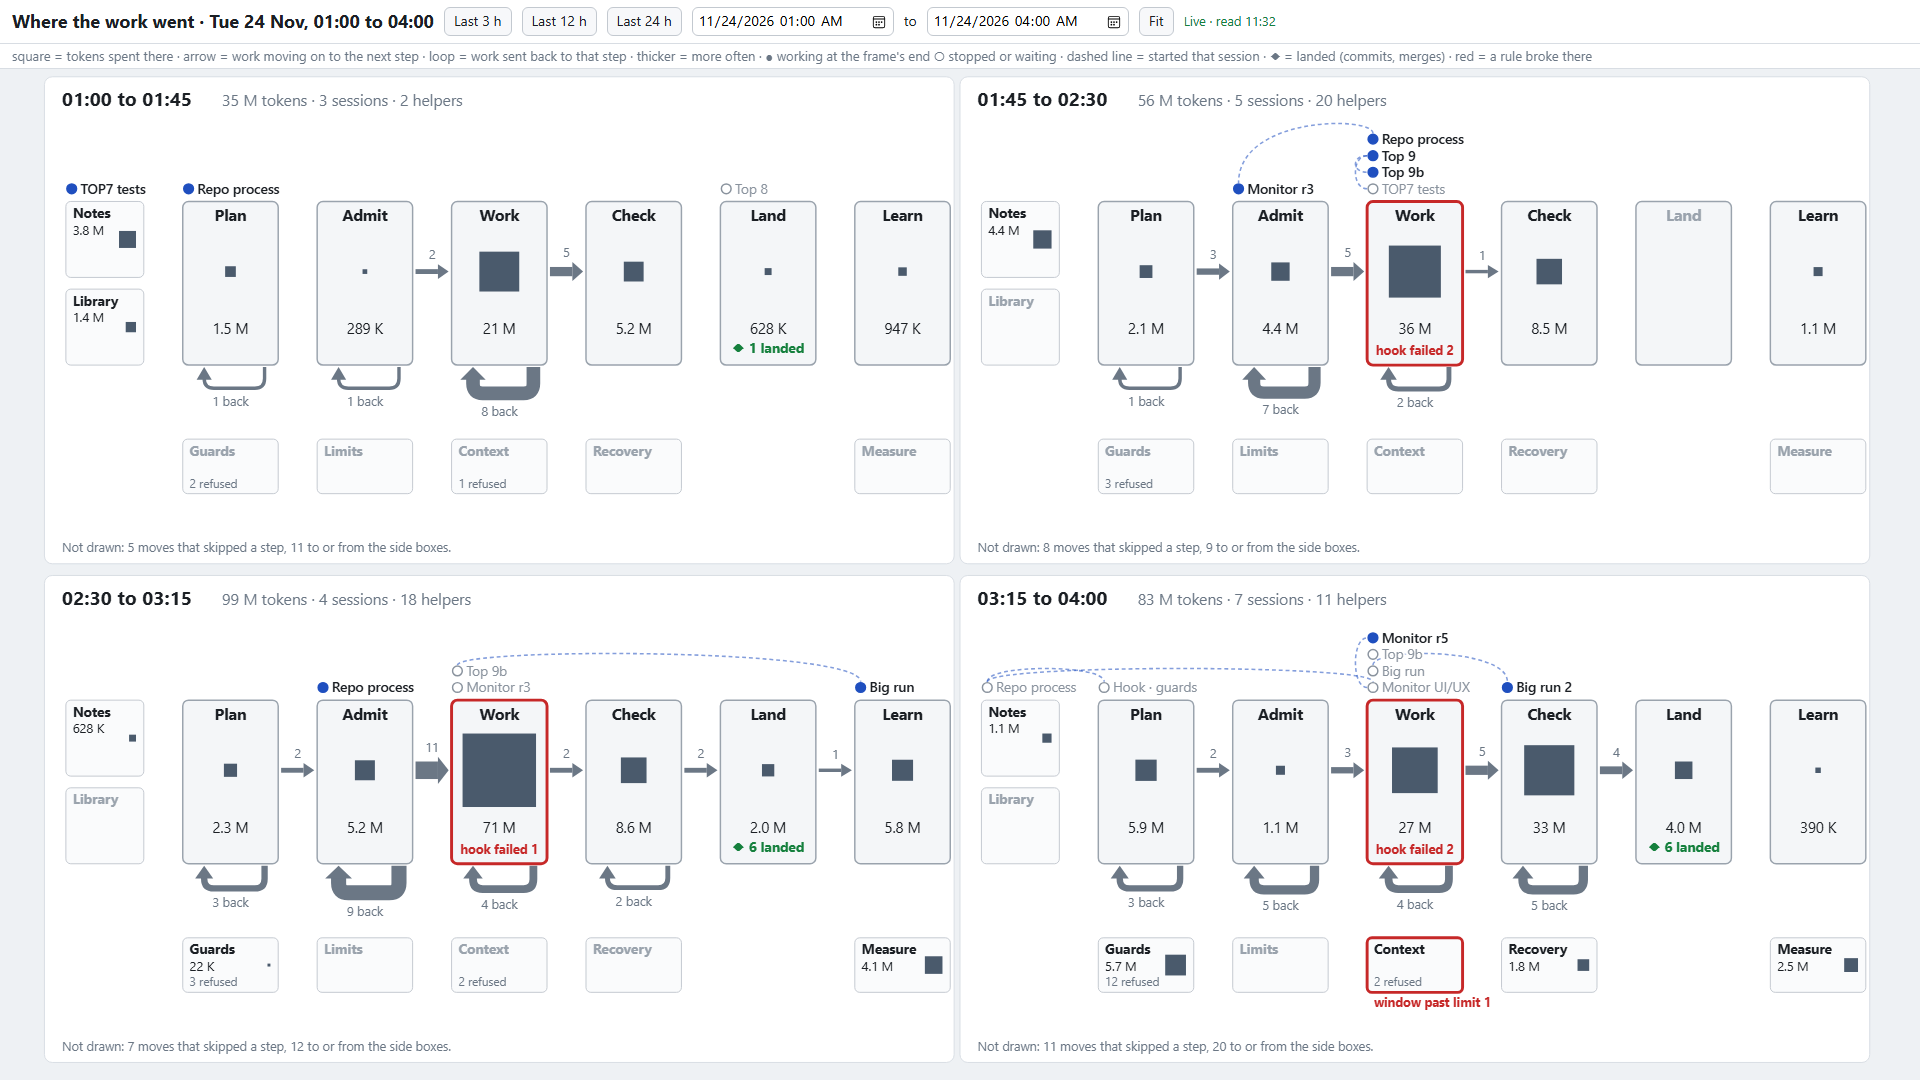 Where the work went · Tue 24 Nov, 01:00 to 04:00
Last 3 h
Last 12 h
Last 24 h
11/24/2026 01:00 AM
to
11/24/2026 04:00 AM
Fit
Live · read 11:32
square = tokens spent there · arrow = work moving on to the next step · loop = work sent back to that step · thicker = more often · ● working at the frame's end ○ stopped or waiting · dashed line = started that session · ◆ = landed (commits, merges) · red = a rule broke there
01:00 to 01:45
35 M tokens · 3 sessions · 2 helpers
TOP7 tests
Repo process
Top 8
Notes
3.8 M
Library
1.4 M
Plan
1.5 M
1 back
Admit
289 K
1 back
2
Work
21 M
8 back
5
Check
5.2 M
Land
628 K
◆ 1 landed
Learn
947 K
Guards
2 refused
Limits
Context
1 refused
Recovery
Measure
Not drawn: 5 moves that skipped a step, 11 to or from the side boxes.
01:45 to 02:30
56 M tokens · 5 sessions · 20 helpers
Repo process
Top 9
Top 9b
TOP7 tests
Monitor r3
Notes
4.4 M
Library
Plan
2.1 M
1 back
3
Admit
4.4 M
7 back
5
Work
36 M
hook failed 2
2 back
1
Check
8.5 M
Land
Learn
1.1 M
Guards
3 refused
Limits
Context
Recovery
Measure
Not drawn: 8 moves that skipped a step, 9 to or from the side boxes.
02:30 to 03:15
99 M tokens · 4 sessions · 18 helpers
Top 9b
Monitor r3
Repo process
Big run
Notes
628 K
Library
Plan
2.3 M
3 back
2
Admit
5.2 M
9 back
11
Work
71 M
hook failed 1
4 back
2
Check
8.6 M
2 back
2
Land
2.0 M
◆ 6 landed
1
Learn
5.8 M
Guards
22 K
3 refused
Limits
Context
2 refused
Recovery
Measure
4.1 M
Not drawn: 7 moves that skipped a step, 12 to or from the side boxes.
03:15 to 04:00
83 M tokens · 7 sessions · 11 helpers
Monitor r5
Top 9b
Big run
Monitor UI/UX
Repo process
Hook · guards
Big run 2
Notes
1.1 M
Library
Plan
5.9 M
3 back
2
Admit
1.1 M
5 back
3
Work
27 M
hook failed 2
4 back
5
Check
33 M
5 back
4
Land
4.0 M
◆ 6 landed
Learn
390 K
Guards
5.7 M
12 refused
Limits
Context
2 refused
window past limit 1
Recovery
1.8 M
Measure
2.5 M
Not drawn: 11 moves that skipped a step, 20 to or from the side boxes.